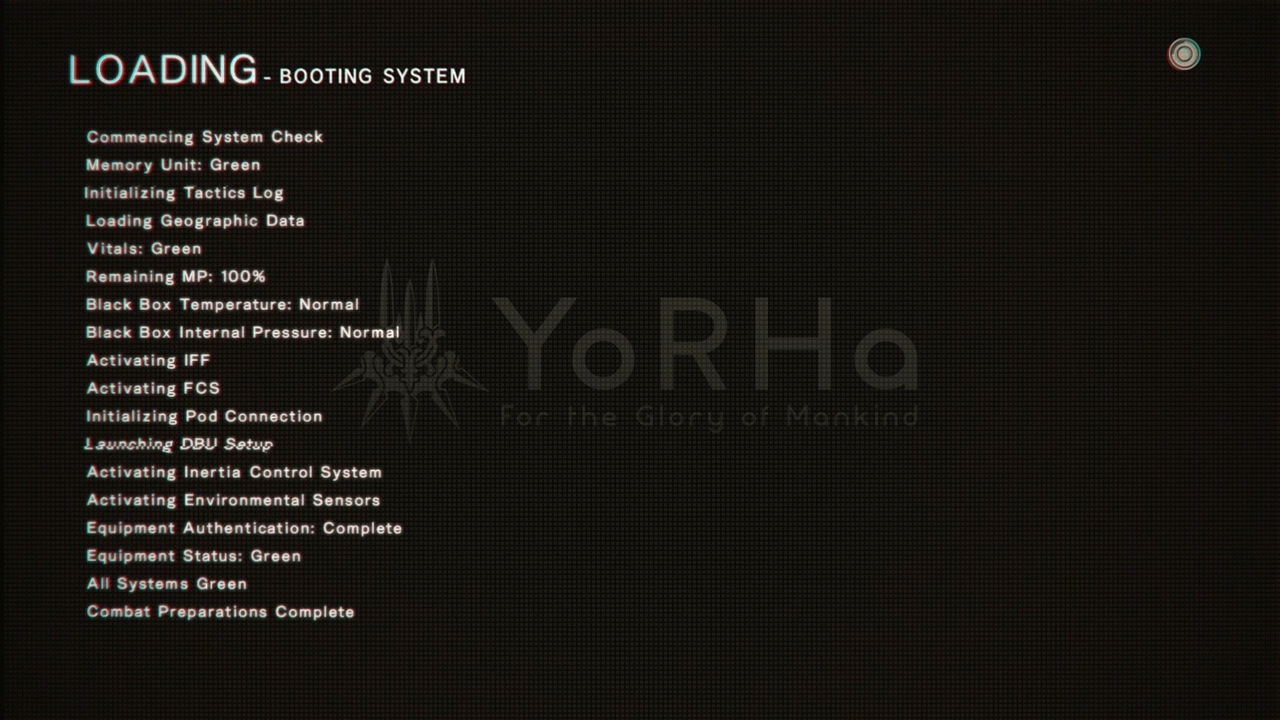 LOADING - BOOTING SYSTEM
Commencing System Check
Memory Unit: Green
Initializing Tactics Log
Loading Geographic Data
Vitals: Green
Remaining MP: 100%
Black Box Temperature: Normal
Black Box Internal Pressure: Normal
Activating IFF
Activating FCS
Initializing Pod Connection
Launching DBU Setup
Activating Inertia Control System
Activating Environmental Sensors
Equipment Authentication: Complete
Equipment Status: Green
All Systems Green
Combat Preparations Complete
YoRHa
For the Glory of Mankind